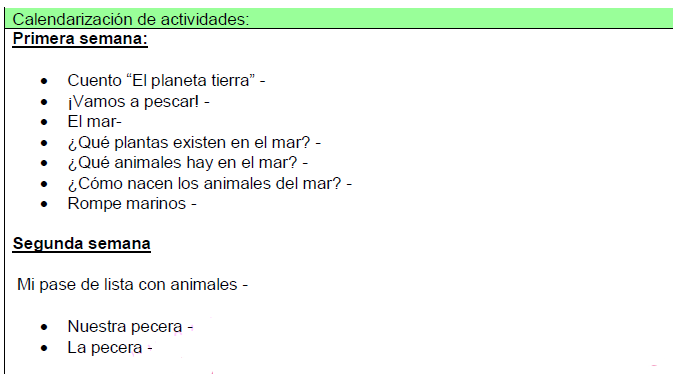 Calendarización de actividades:
Primera semana:
• Cuento “El planeta tierra” -
• ¡Vamos a pescar! -
• El mar-
• ¿Qué plantas existen en el mar? -
• ¿Qué animales hay en el mar? -
• ¿Cómo nacen los animales del mar? -
• Rompe marinos -
Segunda semana
Mi pase de lista con animales -
• Nuestra pecera -
• La pecera -